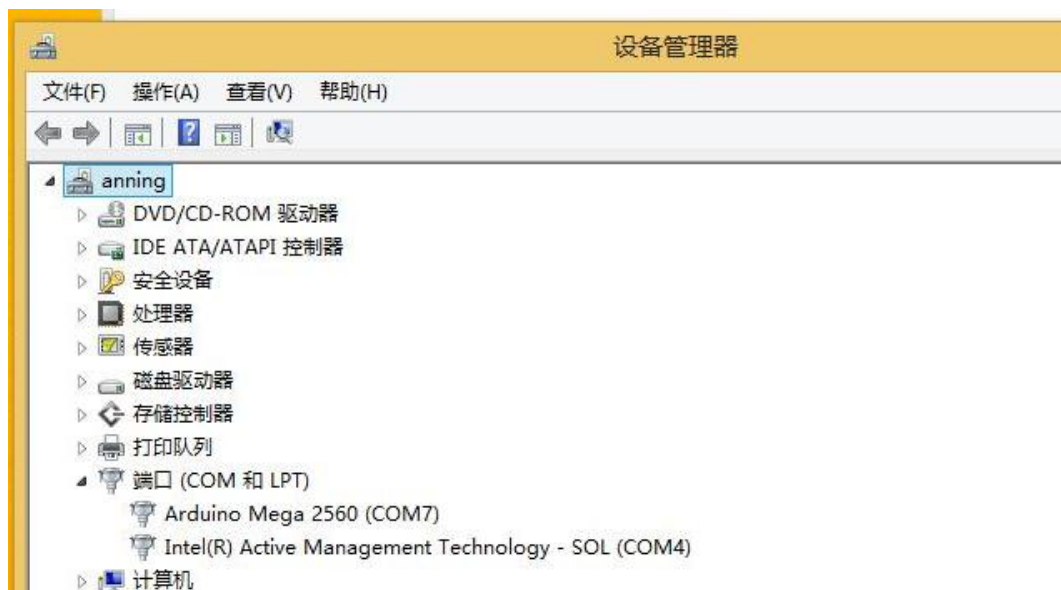 设备管理器
文件(F) 操作(A) 查看(V) 帮助(H)
anning
DVD/CD-ROM 驱动器
IDE ATA/ATAPI 控制器
安全设备
处理器
传感器
磁盘驱动器
存储控制器
打印队列
端口 (COM 和 LPT)
Arduino Mega 2560 (COM7)
Intel(R) Active Management Technology - SOL (COM4)
计算机